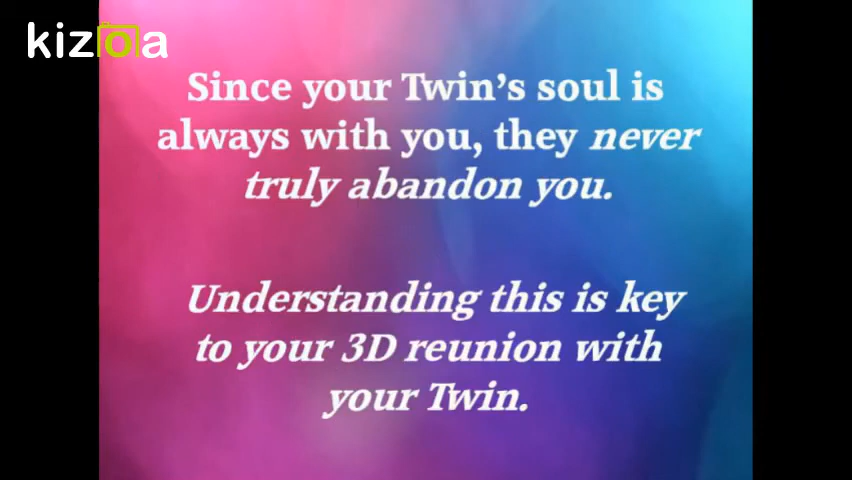 kizoa
Since your Twin's soul is
always with you, they never
truly abandon you.
Understanding this is key
to your 3D reunion with
your Twin.